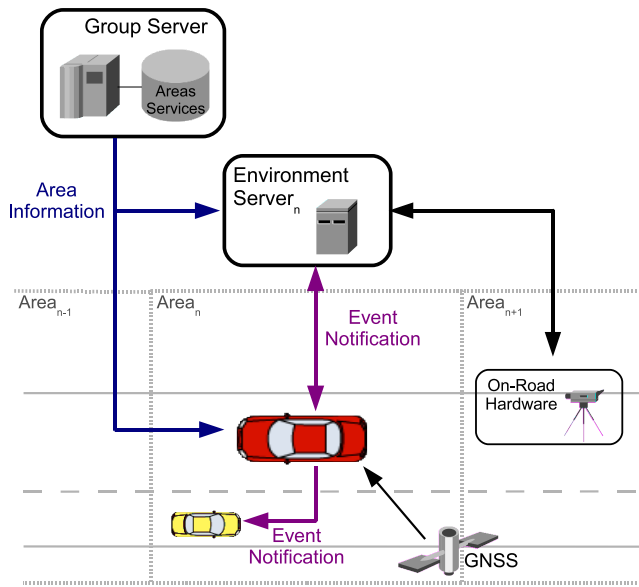 Group Server
Areas
Services
Area
Information
Environment
Server n
Area n-1
Area n
Area n+1
Event
Notification
On-Road
Hardware
Event
Notification
GNSS